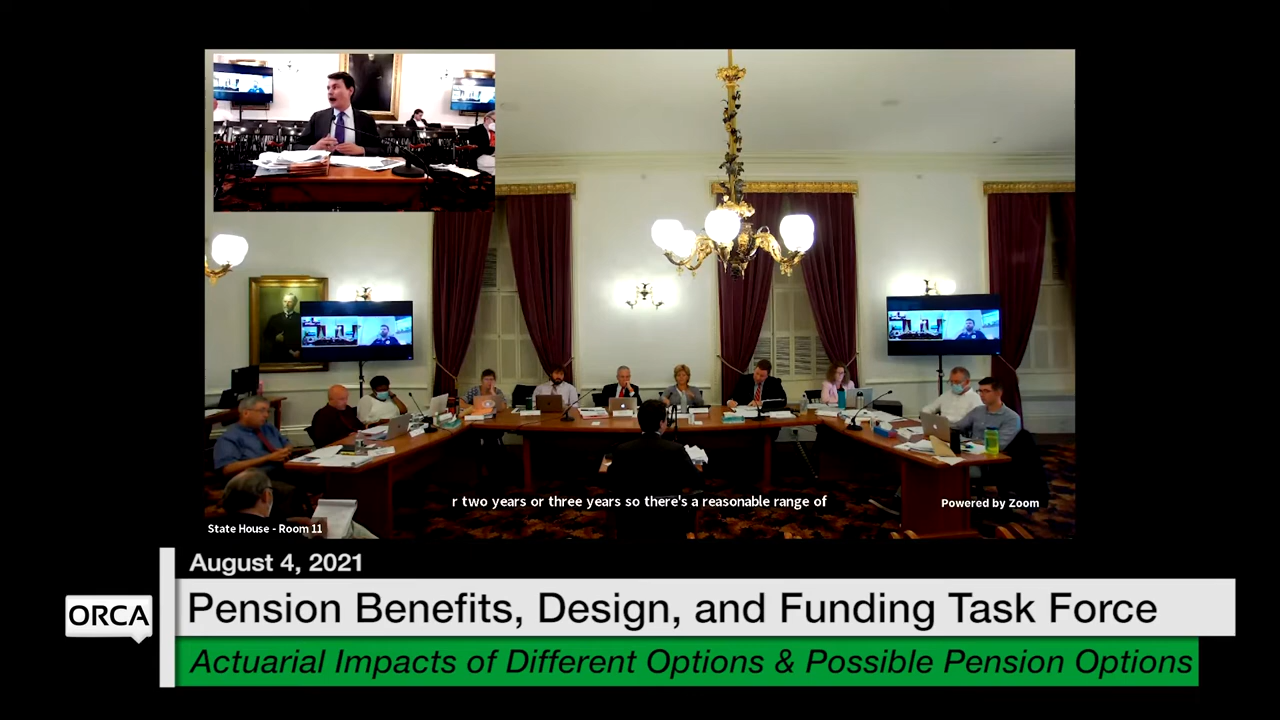 r two years or three years so there's a reasonable range of
Powered by Zoom
State House - Room 11
August 4, 2021
ORCA
Pension Benefits, Design, and Funding Task Force
Actuarial Impacts of Different Options & Possible Pension Options